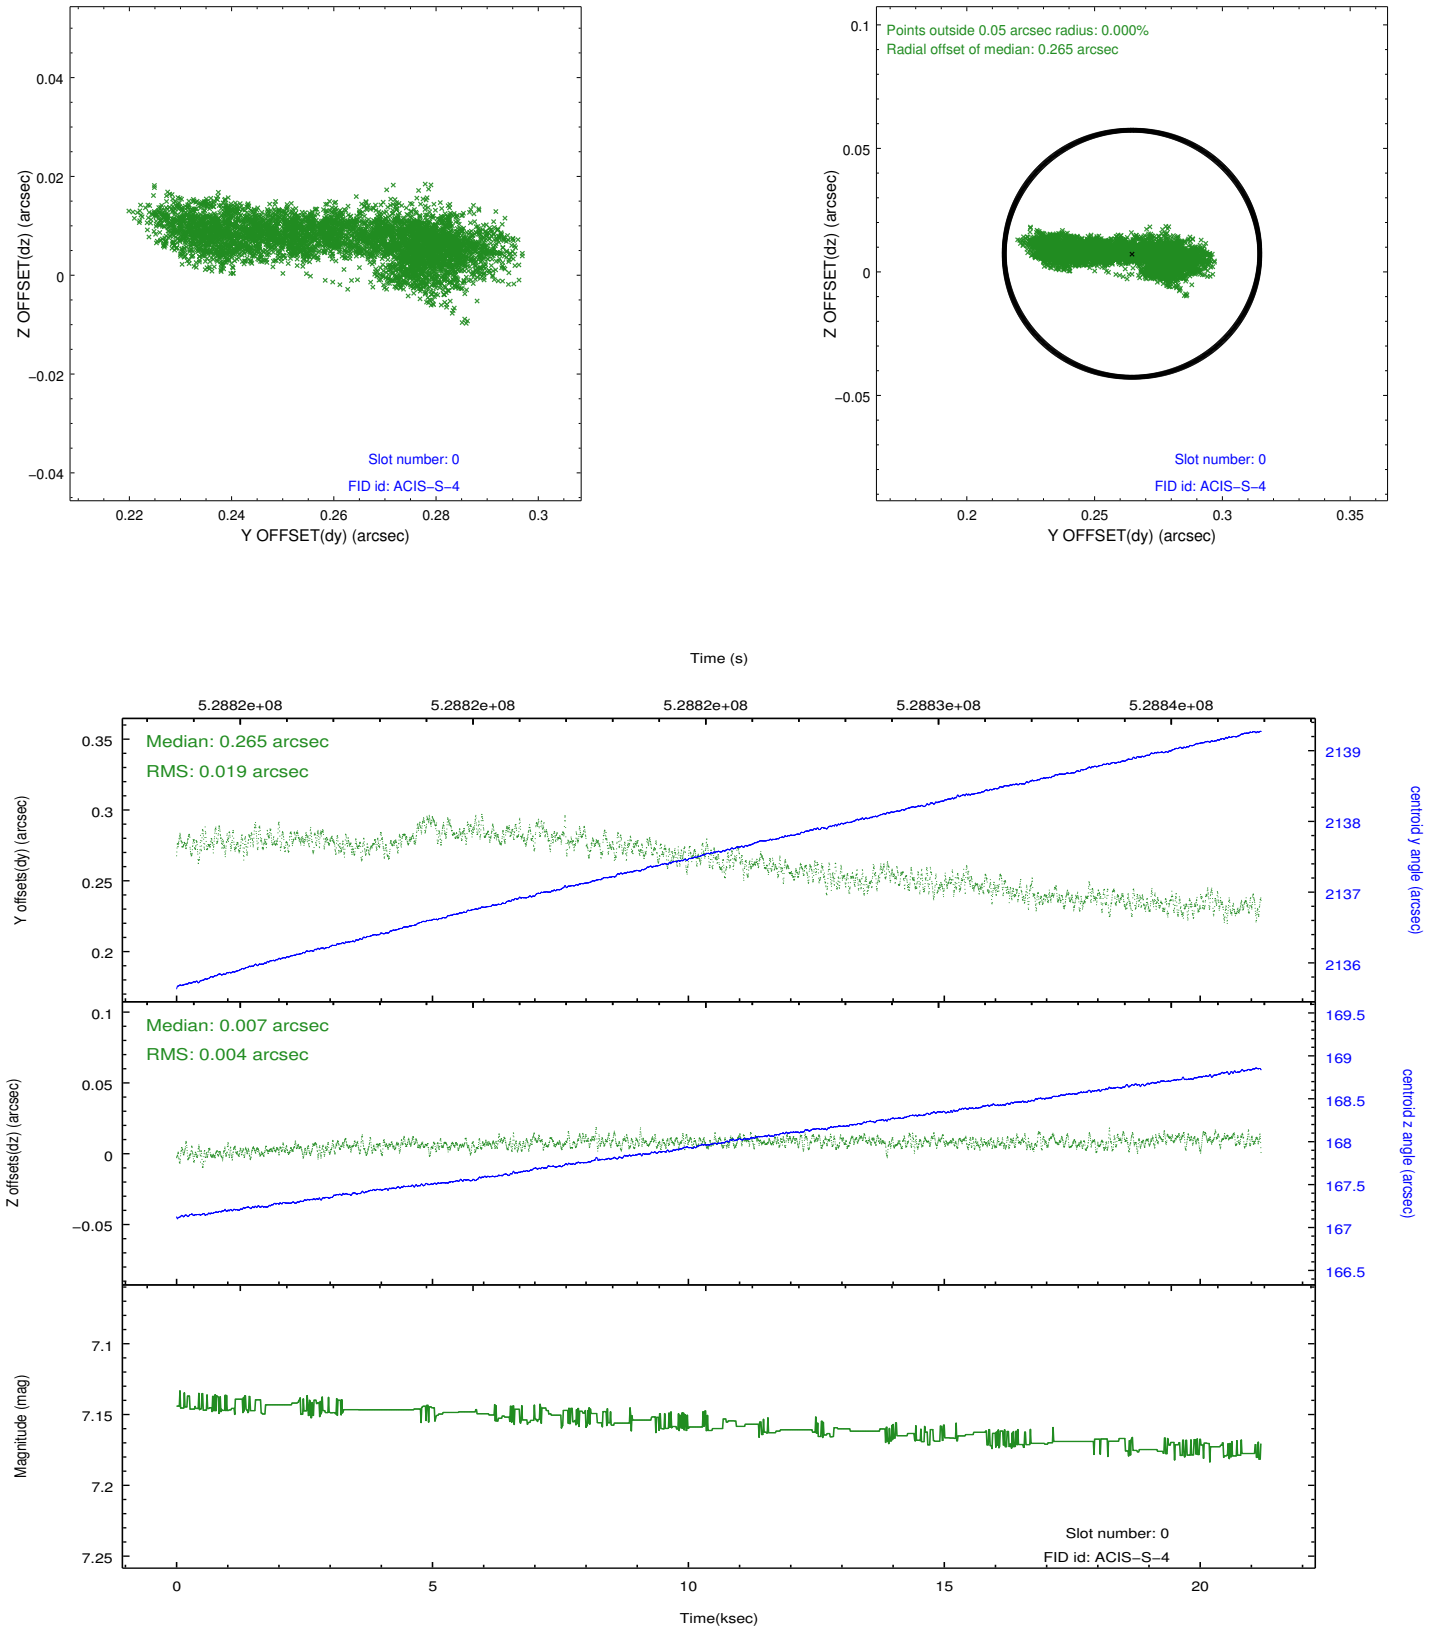 0.04
0.02
0
−0.02
−0.04
Z OFFSET(dz) (arcsec)
Slot number: 0
FID id: ACIS−S−4
0.22 0.24 0.26 0.28 0.3
Y OFFSET(dy) (arcsec)
Points outside 0.05 arcsec radius: 0.000%
Radial offset of median: 0.265 arcsec
0.1
0.05
0
−0.05
Z OFFSET(dz) (arcsec)
Slot number: 0
FID id: ACIS−S−4
0.2 0.25 0.3 0.35
Y OFFSET(dy) (arcsec)
Time (s)
5.2882e+08 5.2882e+08 5.2882e+08 5.2883e+08 5.2884e+08
Median: 0.265 arcsec
RMS: 0.019 arcsec
0.35
0.3
0.25
0.2
Y offsets(dy) (arcsec)
2139
2138
2137
2136
centroid y angle (arcsec)
Median: 0.007 arcsec
RMS: 0.004 arcsec
0.1
0.05
0
−0.05
Z offsets(dz) (arcsec)
169.5
169
168.5
168
167.5
167
166.5
centroid z angle (arcsec)
7.1
7.15
7.2
7.25
Magnitude (mag)
Slot number: 0
FID id: ACIS−S−4
0 5 10 15 20
Time(ksec)